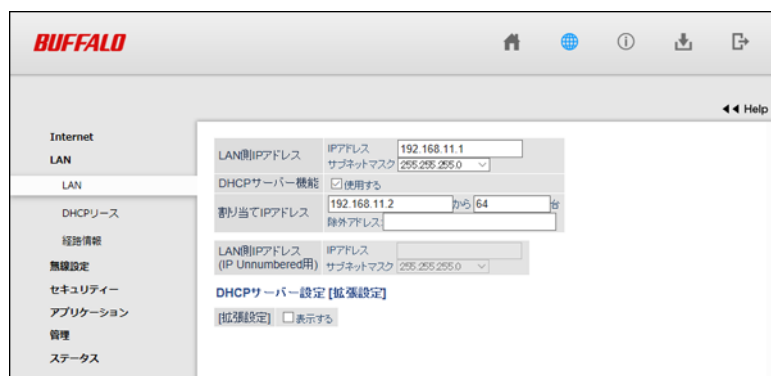 BUFFALO
Help
Internet
LAN
LAN
DHCPリース
経路情報
無線設定
セキュリティー
アプリケーション
管理
ステータス
LAN側IPアドレス IPアドレス 192.168.11.1
サブネットマスク 255.255.255.0
DHCPサーバー機能 使用する
割り当てIPアドレス 192.168.11.2 から 64 台
除外アドレス:
LAN側IPアドレス IPアドレス
(IP Unnumbered用) サブネットマスク 255.255.255.0
DHCPサーバー設定 [拡張設定]
[拡張設定] 表示する